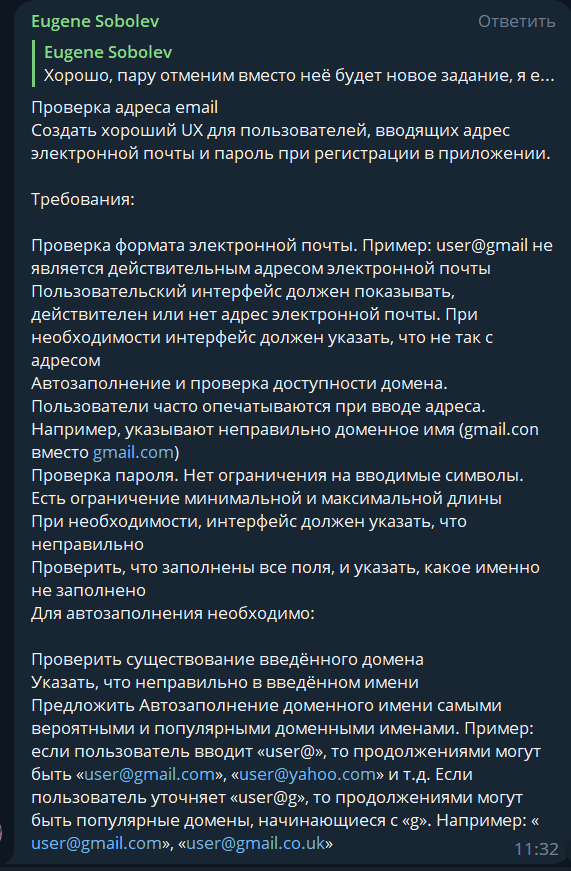 Eugene Sobolev
Ответить
Eugene Sobolev
Хорошо, пару отменим вместо неё будет новое задание, я е...
Проверка адреса email
Создать хороший UX для пользователей, вводящих адрес
электронной почты и пароль при регистрации в приложении.
Требования:
Проверка формата электронной почты. Пример: user@gmail не
является действительным адресом электронной почты
Пользовательский интерфейс должен показывать,
действителен или нет адрес электронной почты. При
необходимости интерфейс должен указать, что не так с
адресом
Автозаполнение и проверка доступности домена.
Пользователи часто опечатываются при вводе адреса.
Например, указывают неправильно доменное имя (gmail.con
вместо gmail.com)
Проверка пароля. Нет ограничения на вводимые символы.
Есть ограничение минимальной и максимальной длины
При необходимости, интерфейс должен указать, что
неправильно
Проверить, что заполнены все поля, и указать, какое именно
не заполнено
Для автозаполнения необходимо:
Проверить существование введённого домена
Указать, что неправильно в введённом имени
Предложить Автозаполнение доменного имени самыми
вероятными и популярными доменными именами. Пример:
если пользователь вводит «user@», то продолжениями могут
быть «user@gmail.com», «user@yahoo.com» и т.д. Если
пользователь уточняет «user@g», то продолжениями могут
быть популярные домены, начинающиеся с «g». Например: «
user@gmail.com», «user@gmail.co.uk»
11:32